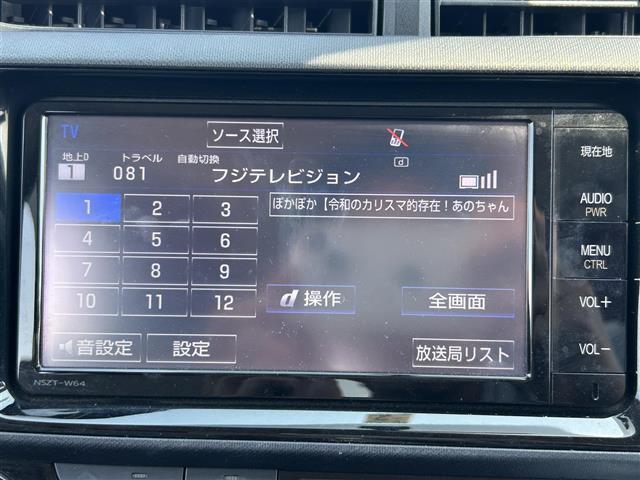 TV
ソース選択
地上D トラベル 自動切換
1 081 フジテレビジョン
d
1 2 3
ぽかぽか【令和のカリスマ的存在！あのちゃん
4 5 6
7 8 9
10 11 12
d 操作
全画面
音設定
設定
放送局リスト
NSZT-W64
現在地
AUDIO
PWR
MENU
CTRL
VOL+
VOL-